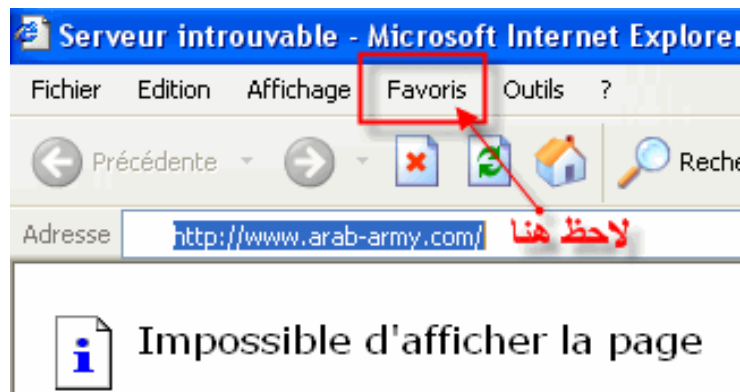 Serveur introuvable - Microsoft Internet Explorer
Fichier Edition Affichage Favoris Outils ?
Précédente
Adresse http://www.arab-army.com/ لاحظ هنا
Impossible d'afficher la page